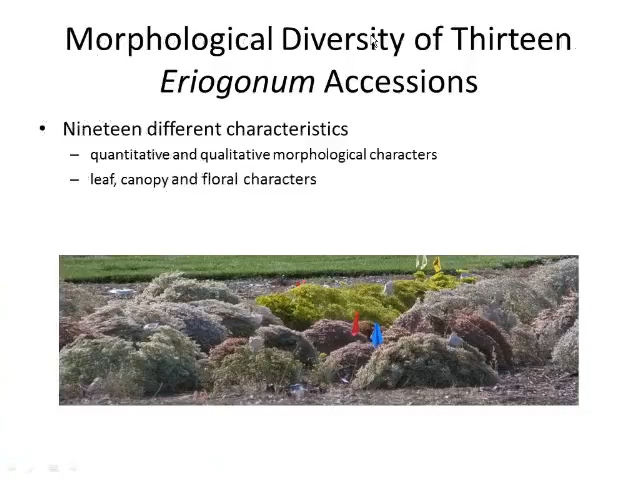 Morphological Diversity of Thirteen
Eriogonum Accessions
• Nineteen different characteristics
– quantitative and qualitative morphological characters
– leaf, canopy and floral characters